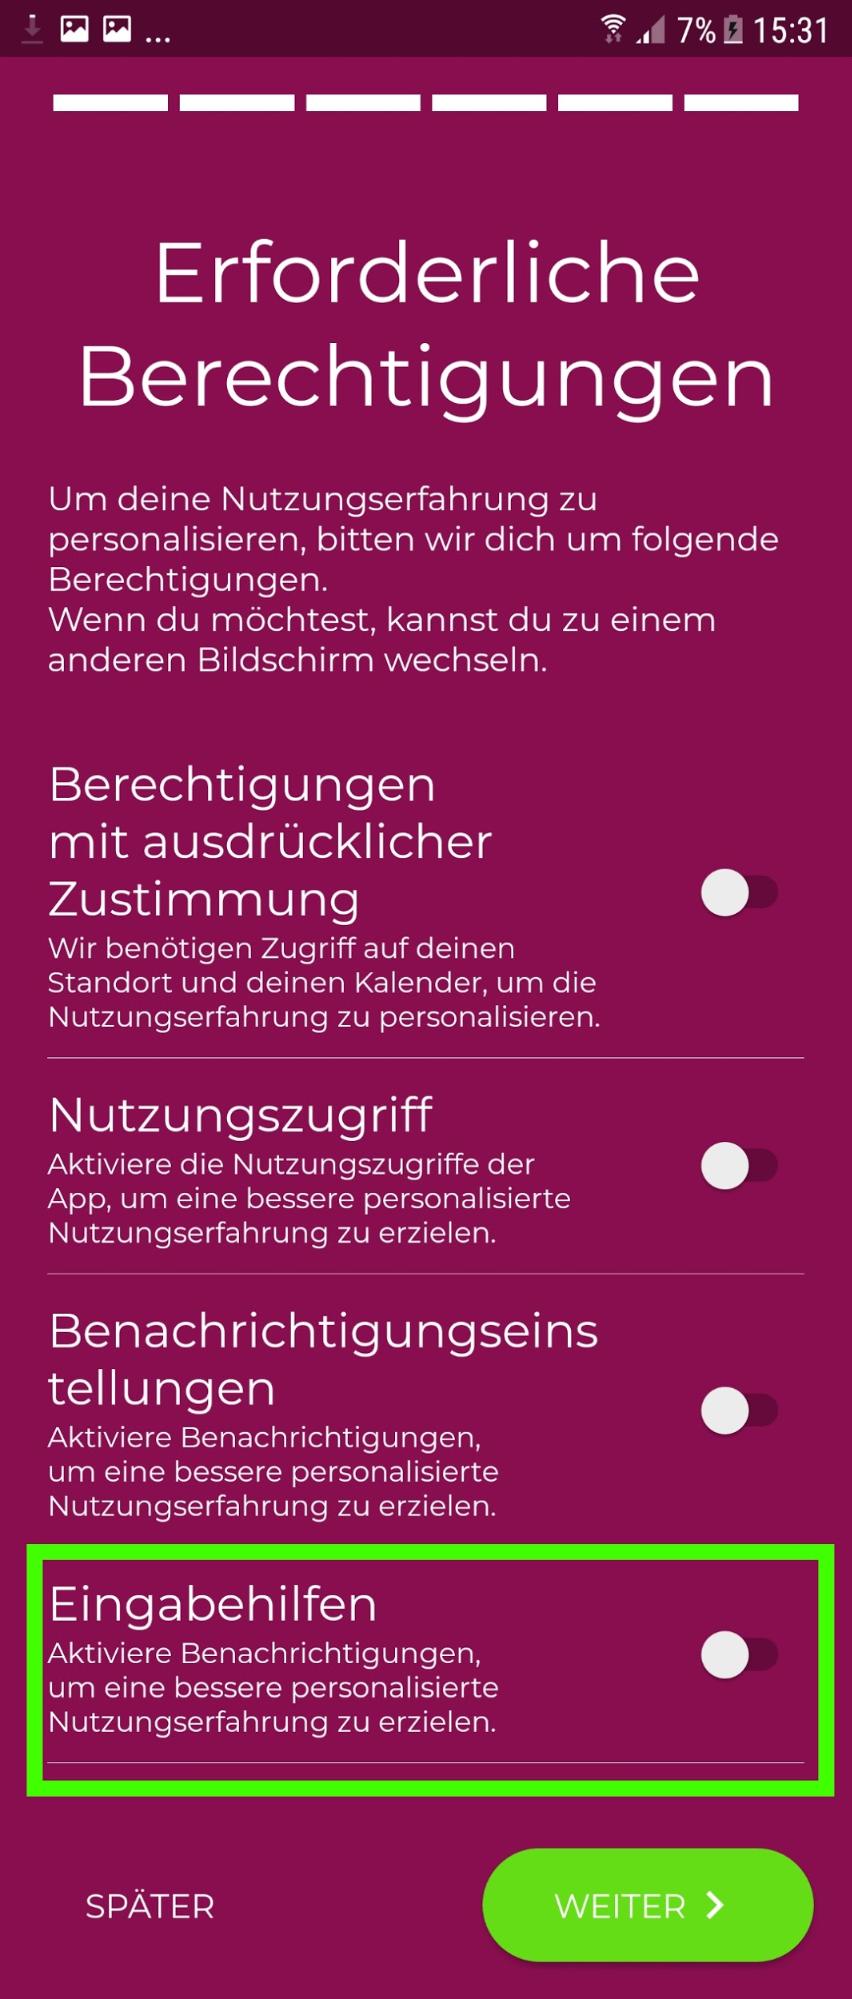 ... 7% 15:31
Erforderliche
Berechtigungen
Um deine Nutzungserfahrung zu
personalisieren, bitten wir dich um folgende
Berechtigungen.
Wenn du möchtest, kannst du zu einem
anderen Bildschirm wechseln.
Berechtigungen
mit ausdrücklicher
Zustimmung
Wir benötigen Zugriff auf deinen
Standort und deinen Kalender, um die
Nutzungserfahrung zu personalisieren.
Nutzungszugriff
Aktiviere die Nutzungszugriffe der
App, um eine bessere personalisierte
Nutzungserfahrung zu erzielen.
Benachrichtigungseins
tellungen
Aktiviere Benachrichtigungen,
um eine bessere personalisierte
Nutzungserfahrung zu erzielen.
Eingabehilfen
Aktiviere Benachrichtigungen,
um eine bessere personalisierte
Nutzungserfahrung zu erzielen.
SPÄTER WEITER